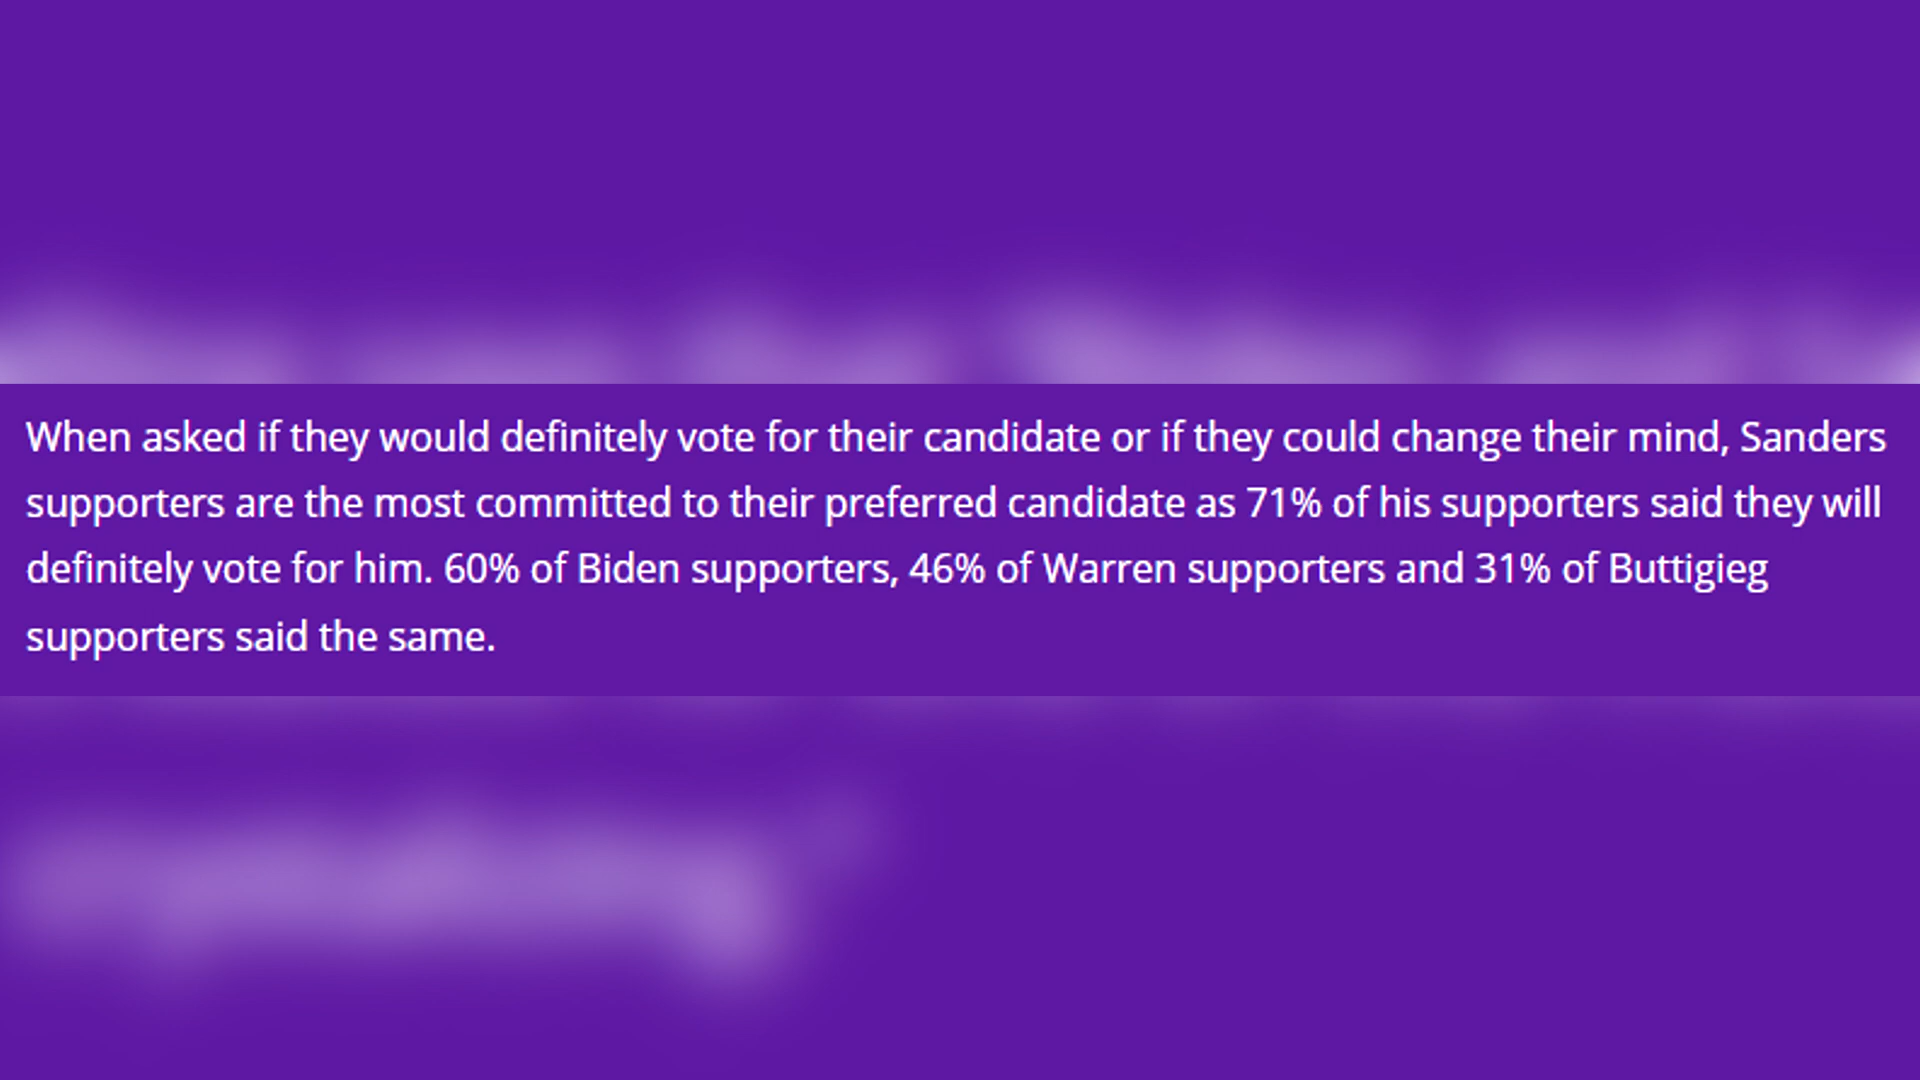 When asked if they would definitely vote for their candidate or if they could change their mind, Sanders
supporters are the most committed to their preferred candidate as 71% of his supporters said they will
definitely vote for him. 60% of Biden supporters, 46% of Warren supporters and 31% of Buttigieg
supporters said the same.